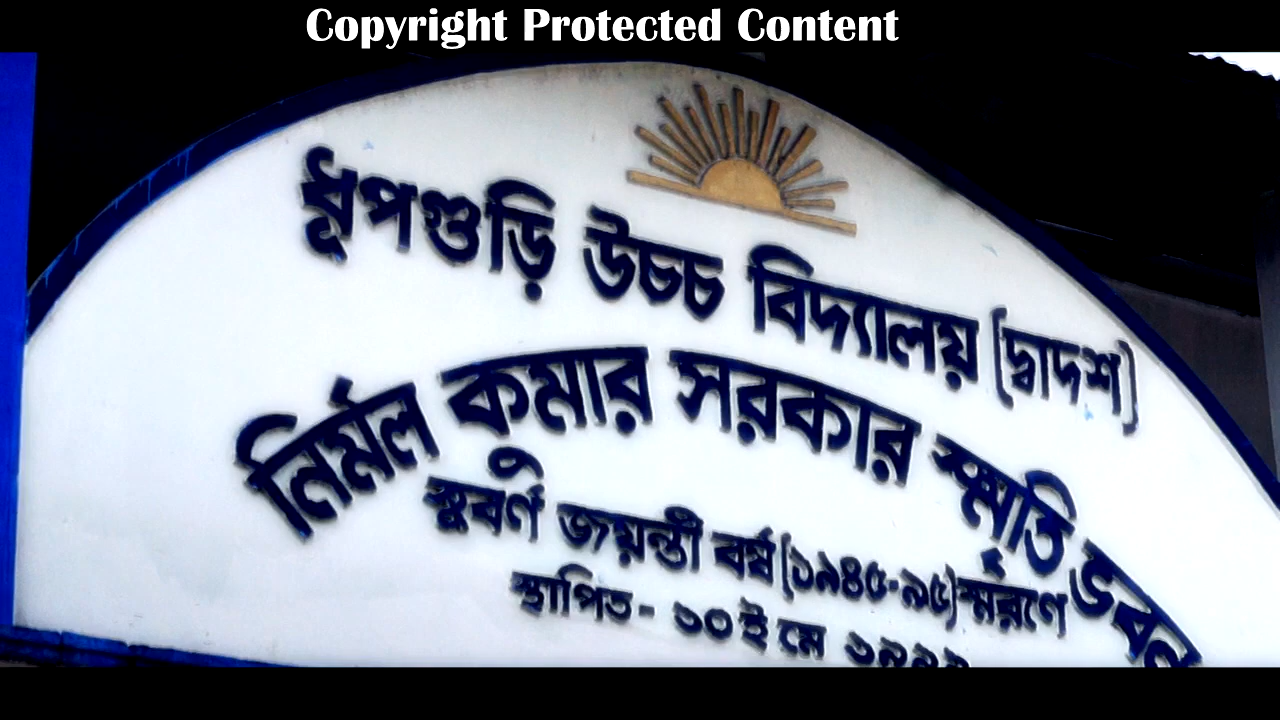 Copyright Protected Content
ধূপগুড়ি উচ্চ বিদ্যালয় (দ্বাদশ)
নির্মল কুমার সরকার স্মৃতি ভবন
সুবর্ণ জয়ন্তী বর্ষ (১৯৪৫-৯৫) স্মরণে
স্থাপিত - ১০ই মে